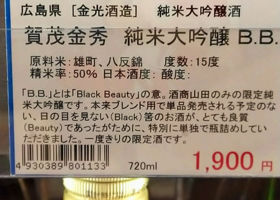 広島県 [金光酒造] 純米大吟醸酒
賀茂金秀 純米大吟醸 B.B.
原料米:雄町、八反錦 度数:15度
精米率:50% 日本酒度: 酸度:
「B.B.」とは「Black Beauty」の意。酒商山田のみの限定純
米大吟醸です。本来ブレンド用で単品発売される予定のな
い、日の目を見ない(Black)筈のお酒が、とても良質
(Beauty)であったがために、特別に単独で瓶詰めしてい
ただきました。一度きりの限定酒です。
4930389801133
720ml
1,900円